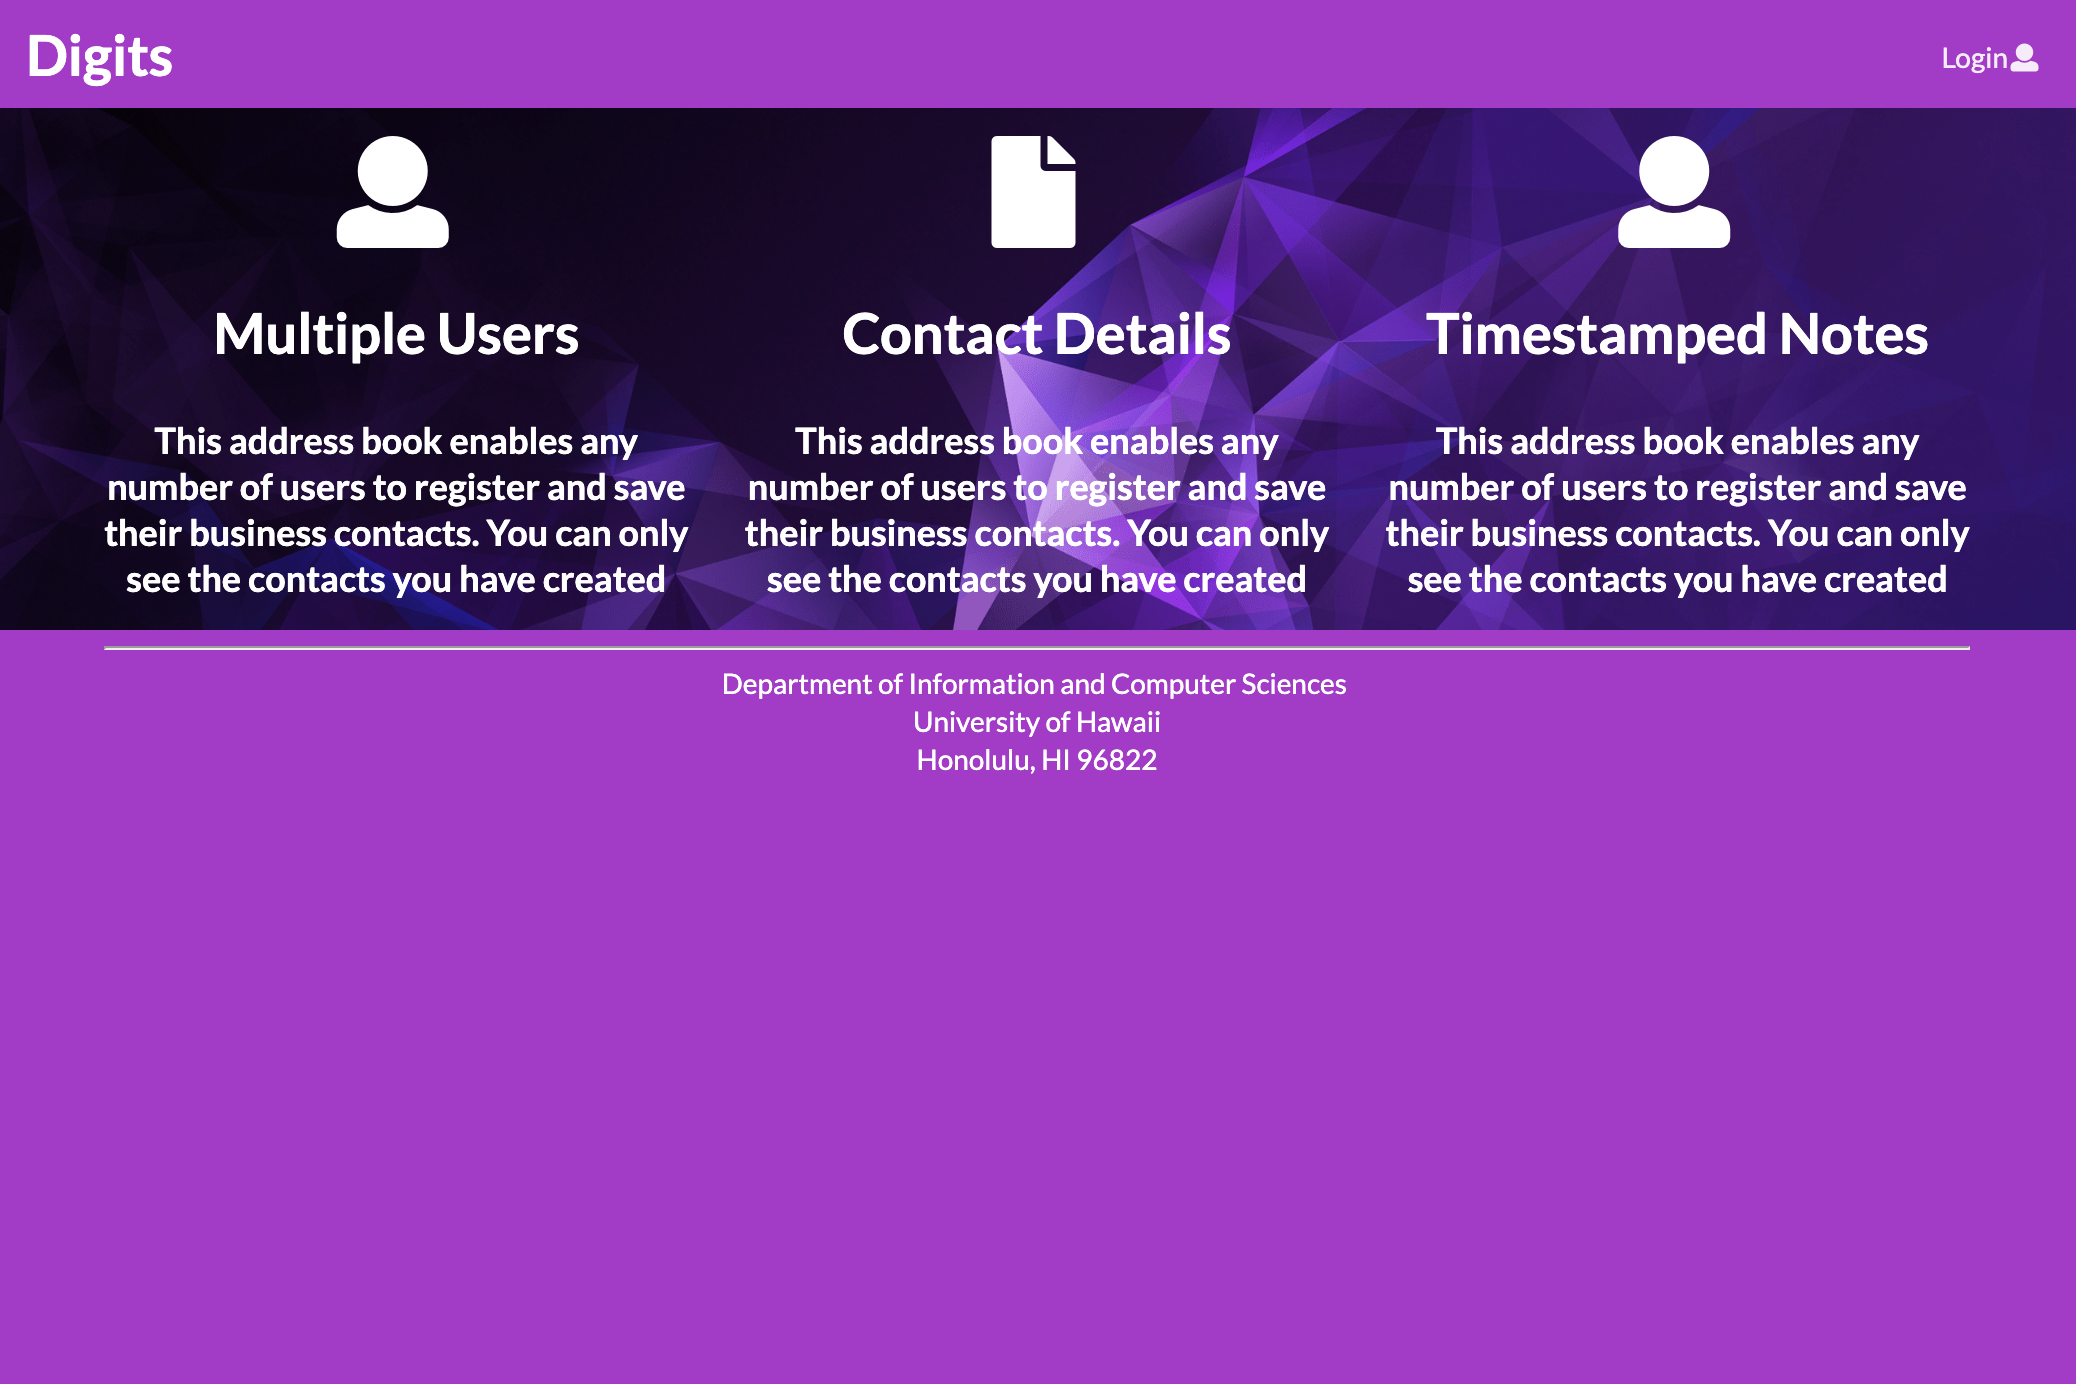 Digits
Login
Multiple Users
This address book enables any
number of users to register and save
their business contacts. You can only
see the contacts you have created
Contact Details
This address book enables any
number of users to register and save
their business contacts. You can only
see the contacts you have created
Timestamped Notes
This address book enables any
number of users to register and save
their business contacts. You can only
see the contacts you have created
Department of Information and Computer Sciences
University of Hawaii
Honolulu, HI 96822